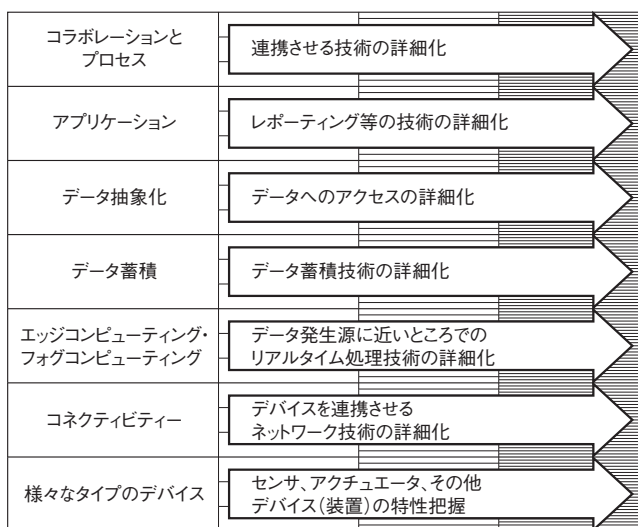 コラボレーションと
プロセス
連携させる技術の詳細化
アプリケーション
レポーティング等の技術の詳細化
データ抽象化
データへのアクセスの詳細化
データ蓄積
データ蓄積技術の詳細化
エッジコンピューティング・
フォグコンピューティング
データ発生源に近いところでの
リアルタイム処理技術の詳細化
コネクティビティー
デバイスを連携させる
ネットワーク技術の詳細化
様々なタイプのデバイス
センサ、アクチュエータ、その他
デバイス(装置)の特性把握